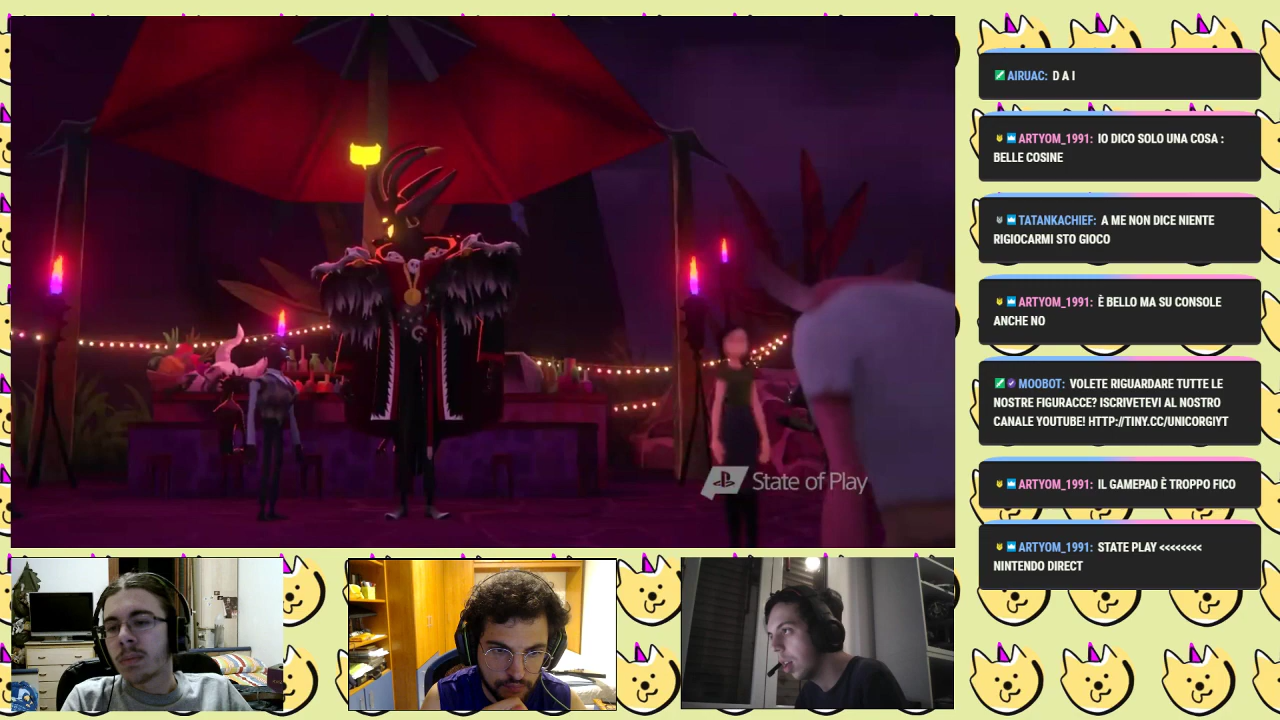 AIRUAC: D A I
ARTYOM_1991: IO DICO SOLO UNA COSA :
BELLE COSINE
TATANKACHIEF: A ME NON DICE NIENTE
RIGIOCARMI STO GIOCO
ARTYOM_1991: È BELLO MA SU CONSOLE
ANCHE NO
MOOBOT: VOLETE RIGUARDARE TUTTE LE
NOSTRE FIGURACCE? ISCRIVETEVI AL NOSTRO
CANALE YOUTUBE! HTTP://TINY.CC/UNICORGIYT
ARTYOM_1991: IL GAMEPAD È TROPPO FICO
ARTYOM_1991: STATE PLAY <<<<<<<<
NINTENDO DIRECT
State of Play